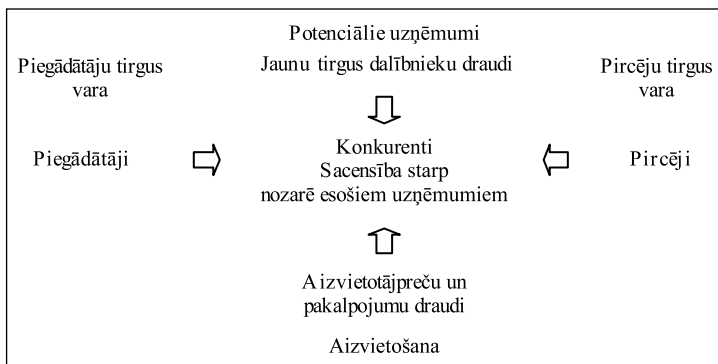 Potenciālie uzņēmumi
Jaunu tirgus dalībnieku draudi
Piegādātāju tirgus
vara
Pircēju tirgus
vara
Piegādātāji
Konkurenti
Sacensība starp
nozarē esošiem uzņēmumiem
Pircēji
Aizvietotājpreču un
pakalpojumu draudi
Aizvietošana